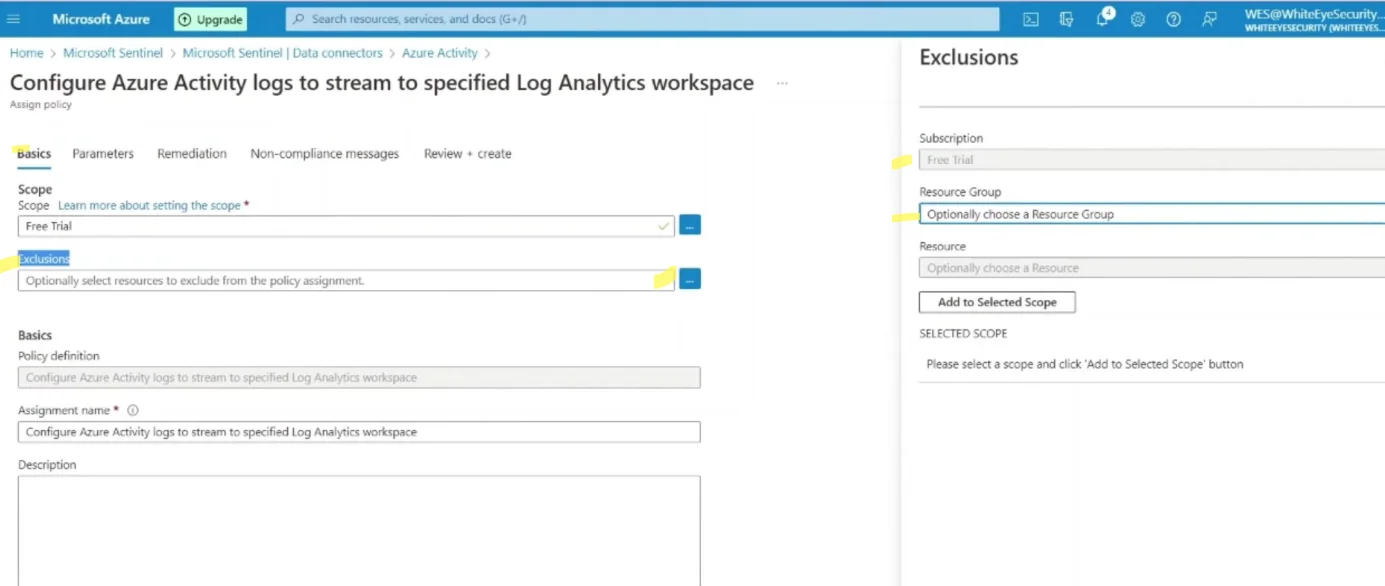 Microsoft Azure
Upgrade
Search resources, services, and docs (G+/)
4
WES@WhiteEyeSecurity....
WHITEEYESECURITY (WHITEEYES...
Home > Microsoft Sentinel > Microsoft Sentinel | Data connectors > Azure Activity >
Configure Azure Activity logs to stream to specified Log Analytics workspace ...
Assign policy
Basics Parameters Remediation Non-compliance messages Review + create
Scope
Scope Learn more about setting the scope *
Free Trial
...
Exclusions
Optionally select resources to exclude from the policy assignment.
...
Basics
Policy definition
Configure Azure Activity logs to stream to specified Log Analytics workspace
Assignment name *
Configure Azure Activity logs to stream to specified Log Analytics workspace
Description
Exclusions
Subscription
Free Trial
Resource Group
Optionally choose a Resource Group
Resource
Optionally choose a Resource
Add to Selected Scope
SELECTED SCOPE
Please select a scope and click 'Add to Selected Scope' button